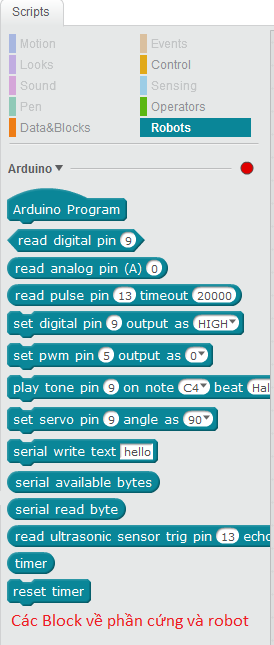 Scripts
Motion Events
Looks Control
Sound Sensing
Pen Operators
Data&Blocks Robots
Arduino
Arduino Program
read digital pin 9
read analog pin (A) 0
read pulse pin 13 timeout 20000
set digital pin 9 output as HIGH
set pwm pin 5 output as 0
play tone pin 9 on note C4 beat Hal
set servo pin 9 angle as 90
serial write text hello
serial available bytes
serial read byte
read ultrasonic sensor trig pin 13 echo
timer
reset timer
Các Block về phần cứng và robot